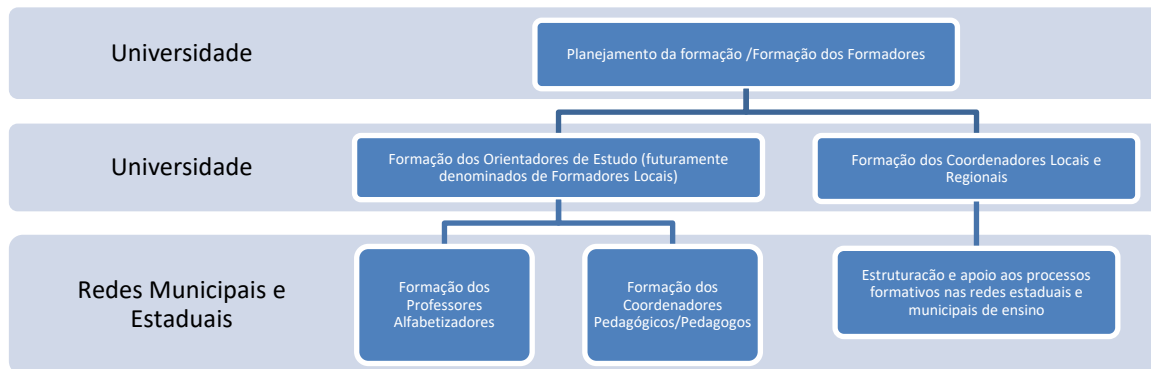 Universidade
Planejamento da formação /Formação dos Formadores
Universidade
Formação dos Orientadores de Estudo (futuramente
denominados de Formadores Locais)
Formação dos Coordenadores Locais e
Regionais
Redes Municipais e
Estaduais
Formação dos
Professores
Alfabetizadores
Formação dos
Coordenadores
Pedagógicos/Pedagogos
Estruturacão e apoio aos processos
formativos nas redes estaduais e
municipais de ensino